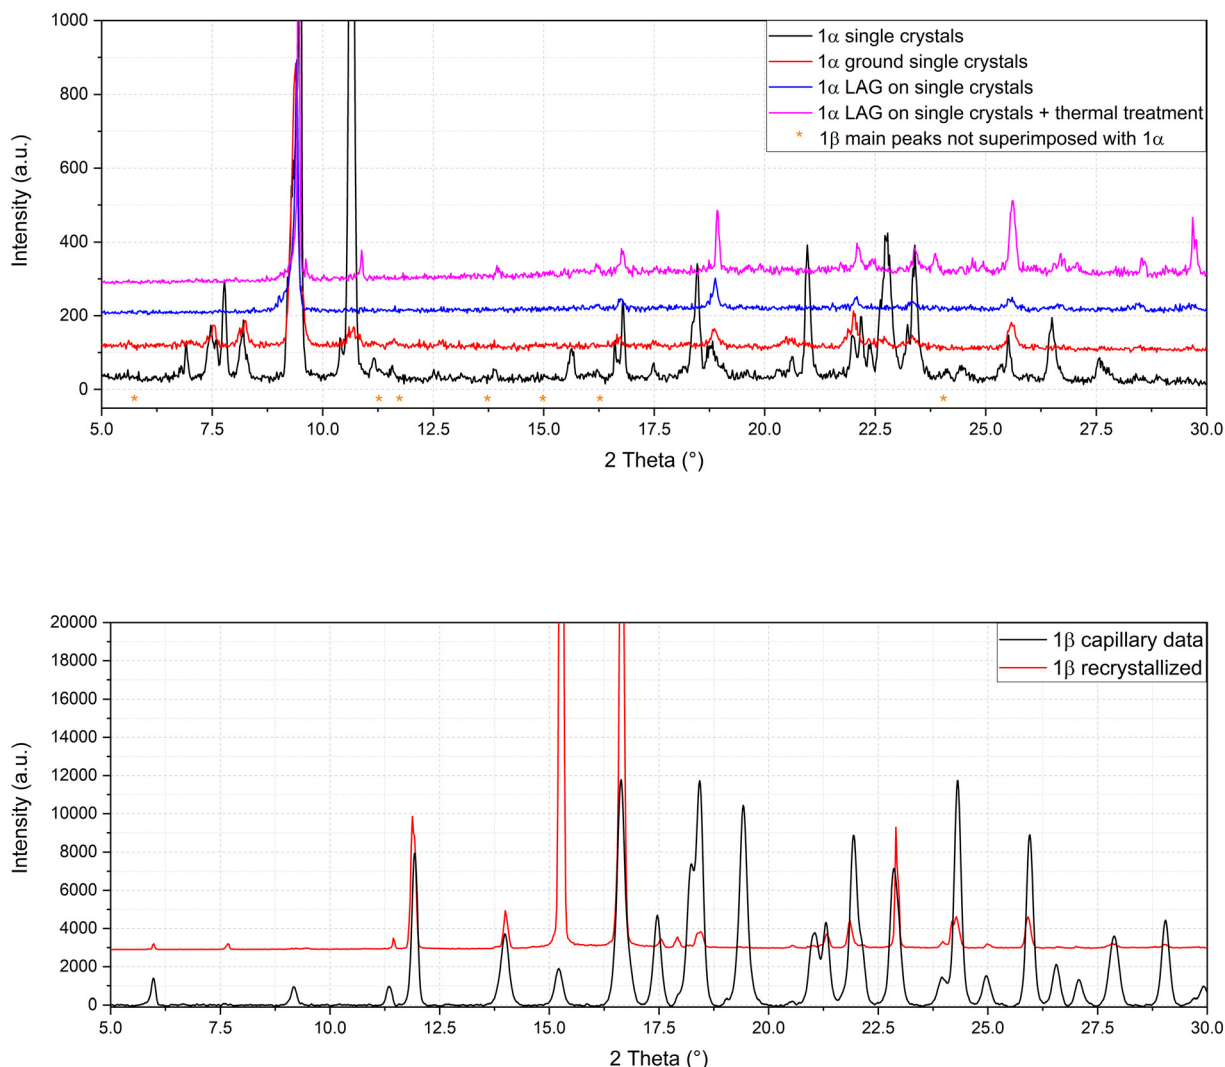 1000
800
600
400
200
0
Intensity (a.u.)
1α single crystals
1α ground single crystals
1α LAG on single crystals
1α LAG on single crystals + thermal treatment
* 1β main peaks not superimposed with 1α
* * * * * * *
5.0 7.5 10.0 12.5 15.0 17.5 20.0 22.5 25.0 27.5 30.0
2 Theta (°)
20000
18000
16000
14000
12000
10000
8000
6000
4000
2000
0
Intensity (a.u.)
1β capillary data
1β recrystallized
5.0 7.5 10.0 12.5 15.0 17.5 20.0 22.5 25.0 27.5 30.0
2 Theta (°)